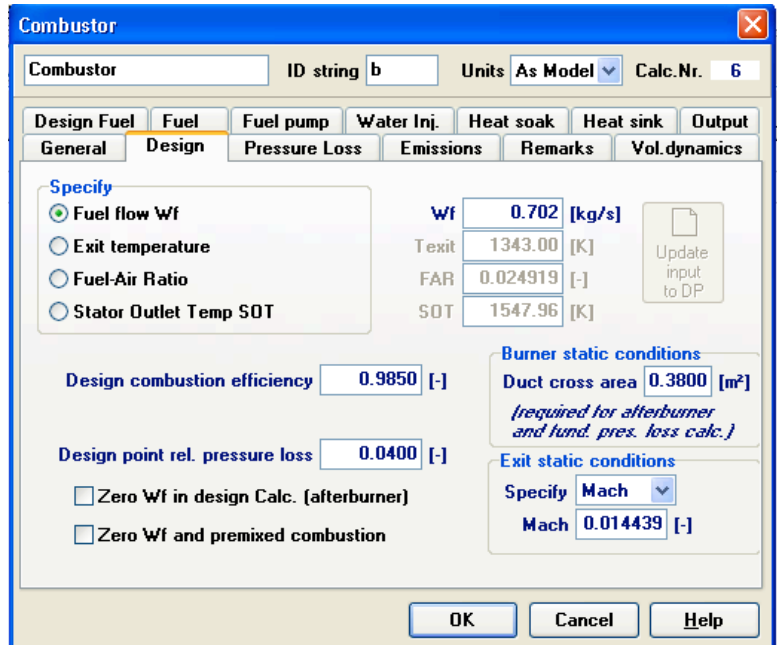 Combustor
Combustor ID string b Units As Model Calc.Nr. 6
Design Fuel Fuel Fuel pump Water Inj. Heat soak Heat sink Output
General Design Pressure Loss Emissions Remarks Vol.dynamics
Specify
Fuel flow Wf
Exit temperature
Fuel-Air Ratio
Stator Outlet Temp SOT
Wf 0.702 [kg/s]
Texit 1343.00 [K]
FAR 0.024919 [-]
SOT 1547.96 [K]
Update
input
to DP
Design combustion efficiency 0.9850 [-]
Design point rel. pressure loss 0.0400 [-]
Zero Wf in design Calc. (afterburner)
Zero Wf and premixed combustion
Burner static conditions
Duct cross area 0.3800 [m²]
(required for afterburner
and fund. pres. loss calc.)
Exit static conditions
Specify Mach
Mach 0.014439 [-]
OK Cancel Help